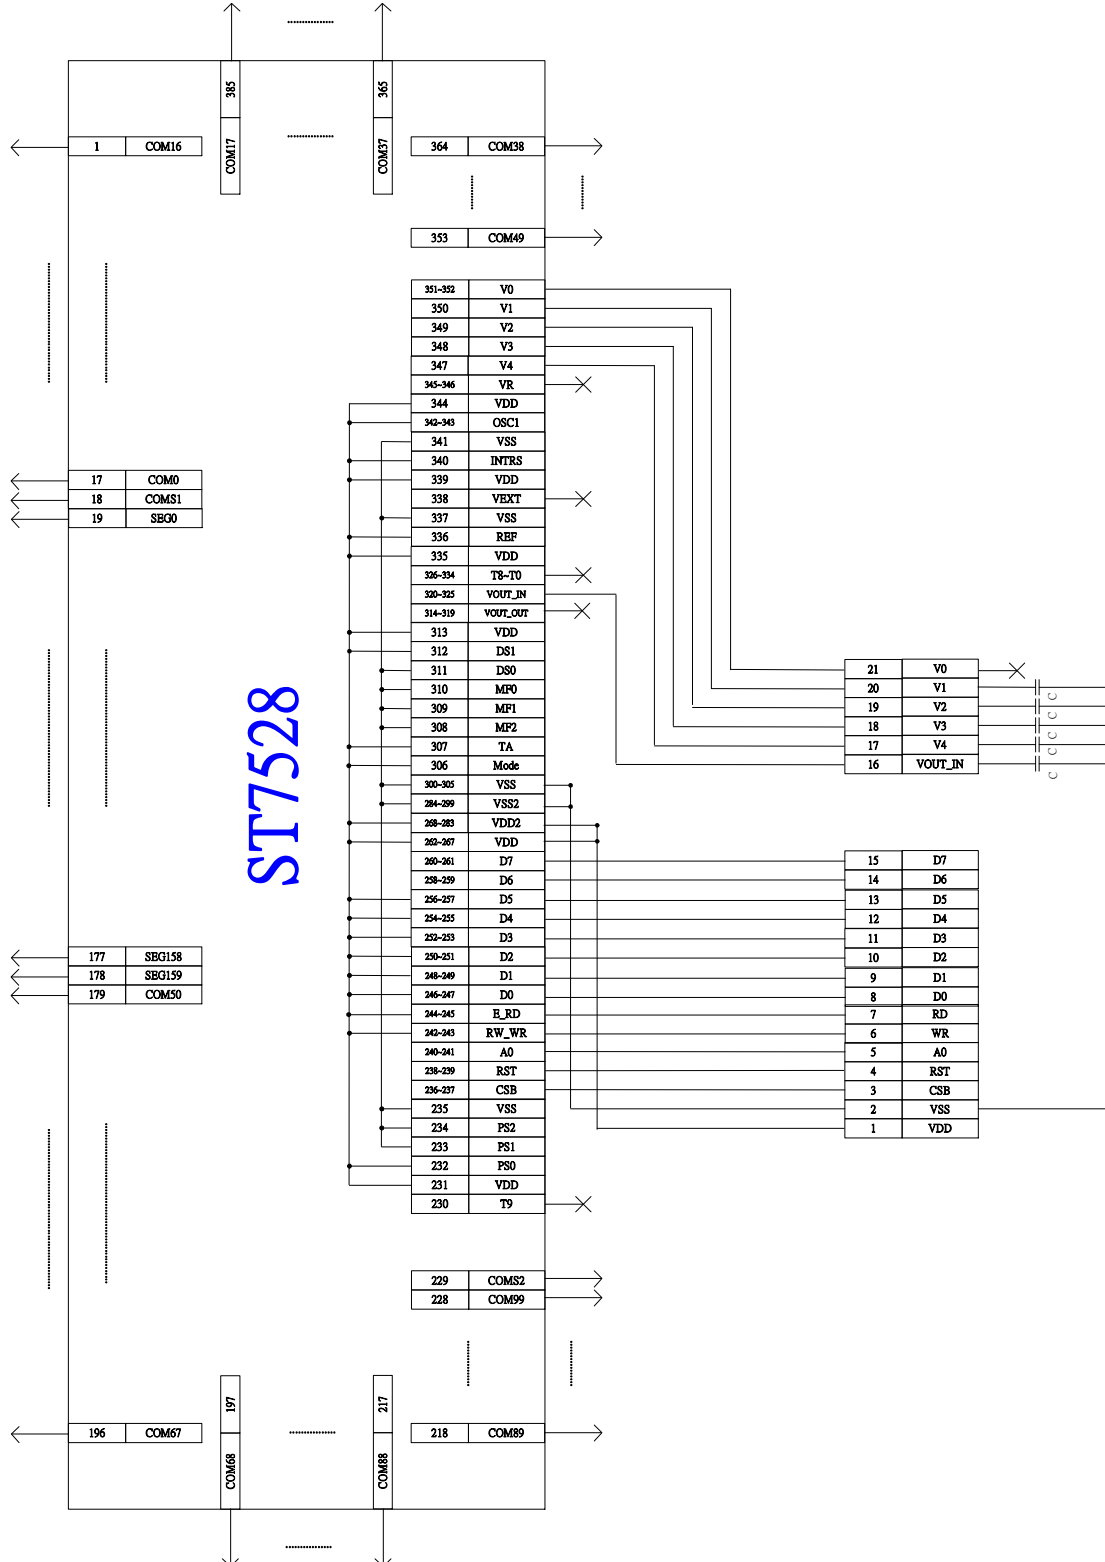 385
COM17
365
COM37
1 COM16
364 COM38
353 COM49
351~352 V0
350 V1
349 V2
348 V3
347 V4
345~346 VR
344 VDD
342~343 OSC1
341 VSS
340 INTRS
339 VDD
338 VEXT
337 VSS
336 REF
335 VDD
326~334 T8~T0
320~325 VOUT_IN
314~319 VOUT_OUT
313 VDD
312 DS1
311 DS0
310 MF0
309 MF1
308 MF2
307 TA
306 Mode
300~305 VSS
284~299 VSS2
268~283 VDD2
262~267 VDD
260~261 D7
258~259 D6
256~257 D5
254~255 D4
252~253 D3
250~251 D2
248~249 D1
246~247 D0
244~245 E_RD
242~243 RW_WR
240~241 A0
238~239 RST
236~237 CSB
235 VSS
234 PS2
233 PS1
232 PS0
231 VDD
230 T9
229 COMS2
228 COM99
218 COM89
17 COM0
18 COMS1
19 SEG0
ST7528
177 SEG158
178 SEG159
179 COM50
196 COM67
197
COM68
217
COM88
21 V0
20 V1
C
19 V2
C
18 V3
C
17 V4
C
16 VOUT_IN
C
15 D7
14 D6
13 D5
12 D4
11 D3
10 D2
9 D1
8 D0
7 RD
6 WR
5 A0
4 RST
3 CSB
2 VSS
1 VDD